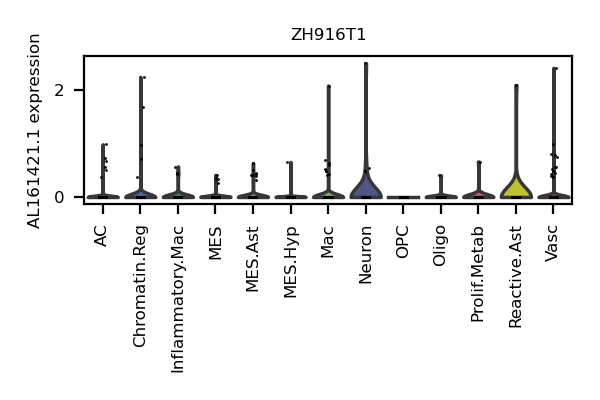 ZH916T1
AL161421.1 expression
2
0
AC
Chromatin.Reg
Inflammatory.Mac
MES
MES.Ast
MES.Hyp
Mac
Neuron
OPC
Oligo
Prolif.Metab
Reactive.Ast
Vasc